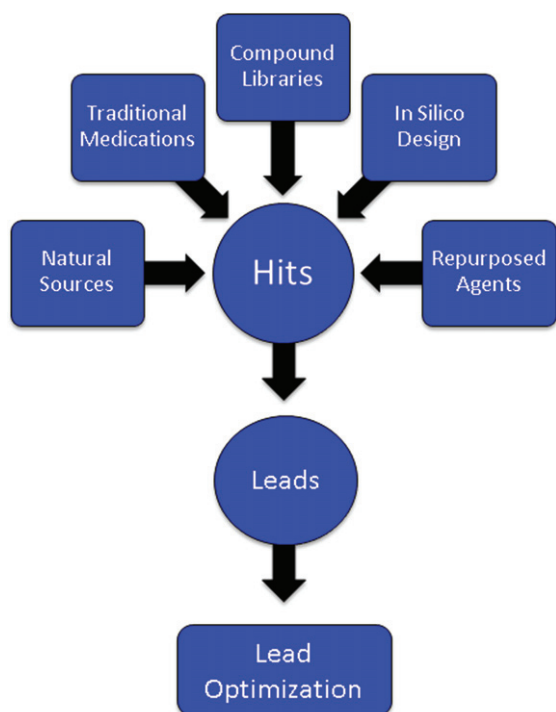 Compound
Libraries
Traditional
Medications
In Silico
Design
Natural
Sources
Hits
Repurposed
Agents
Leads
Lead
Optimization